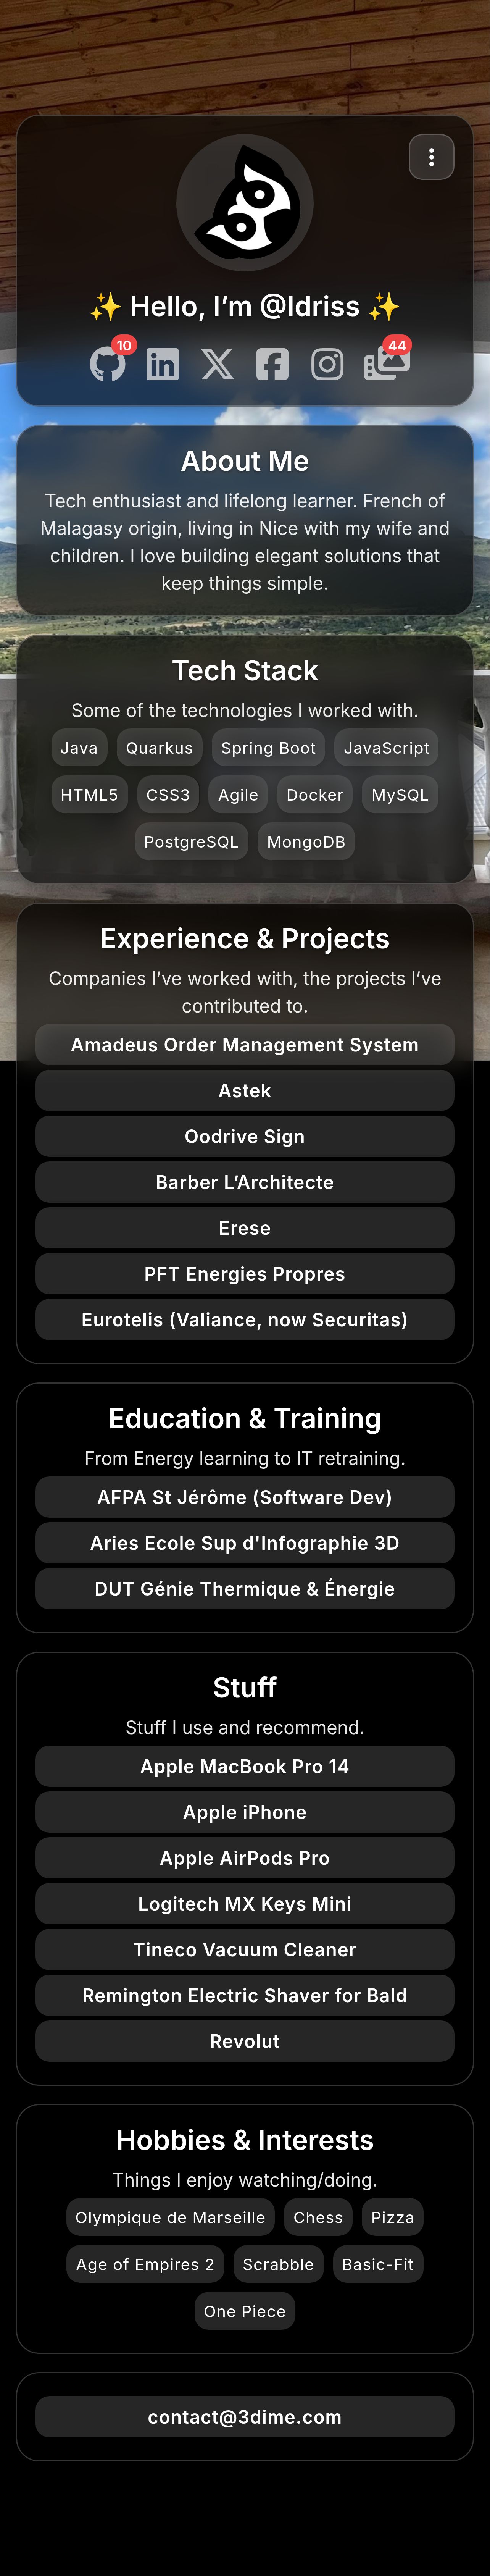 ✨ Hello, I’m @Idriss ✨
10
44
About Me
Tech enthusiast and lifelong learner. French of
Malagasy origin, living in Nice with my wife and
children. I love building elegant solutions that
keep things simple.
Tech Stack
Some of the technologies I worked with.
Java Quarkus Spring Boot JavaScript
HTML5 CSS3 Agile Docker MySQL
PostgreSQL MongoDB
Experience & Projects
Companies I’ve worked with, the projects I’ve
contributed to.
Amadeus Order Management System
Astek
Oodrive Sign
Barber L’Architecte
Erese
PFT Energies Propres
Eurotelis (Valiance, now Securitas)
Education & Training
From Energy learning to IT retraining.
AFPA St Jérôme (Software Dev)
Aries Ecole Sup d'Infographie 3D
DUT Génie Thermique & Énergie
Stuff
Stuff I use and recommend.
Apple MacBook Pro 14
Apple iPhone
Apple AirPods Pro
Logitech MX Keys Mini
Tineco Vacuum Cleaner
Remington Electric Shaver for Bald
Revolut
Hobbies & Interests
Things I enjoy watching/doing.
Olympique de Marseille Chess Pizza
Age of Empires 2 Scrabble Basic-Fit
One Piece
contact@3dime.com